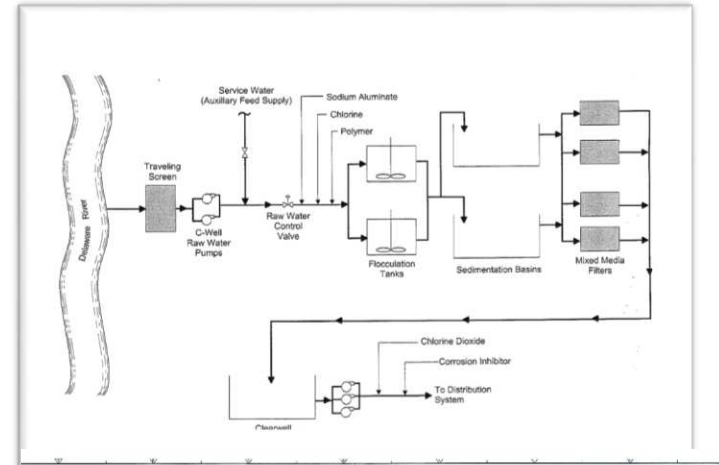 Service Water
(Auxiliary Feed Supply)
Sodium Aluminate
Chlorine
Polymer
Traveling
Screen
Delaware River
C-Well
Raw Water
Pumps
Raw Water
Control
Valve
Flocculation
Tanks
Sedimentation Basins
Mixed Media
Filters
Chlorine Dioxide
Corrosion Inhibitor
To Distribution
System
Clearwell